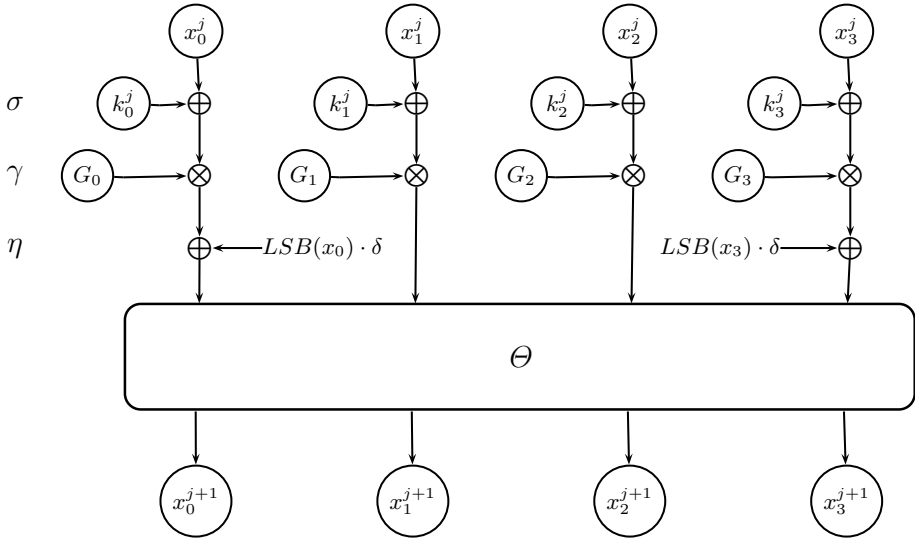 x_0^j x_1^j x_2^j x_3^j
σ k_0^j k_1^j k_2^j k_3^j
γ G_0 G_1 G_2 G_3
η LSB(x_0) · δ LSB(x_3) · δ
Θ
x_0^{j+1} x_1^{j+1} x_2^{j+1} x_3^{j+1}